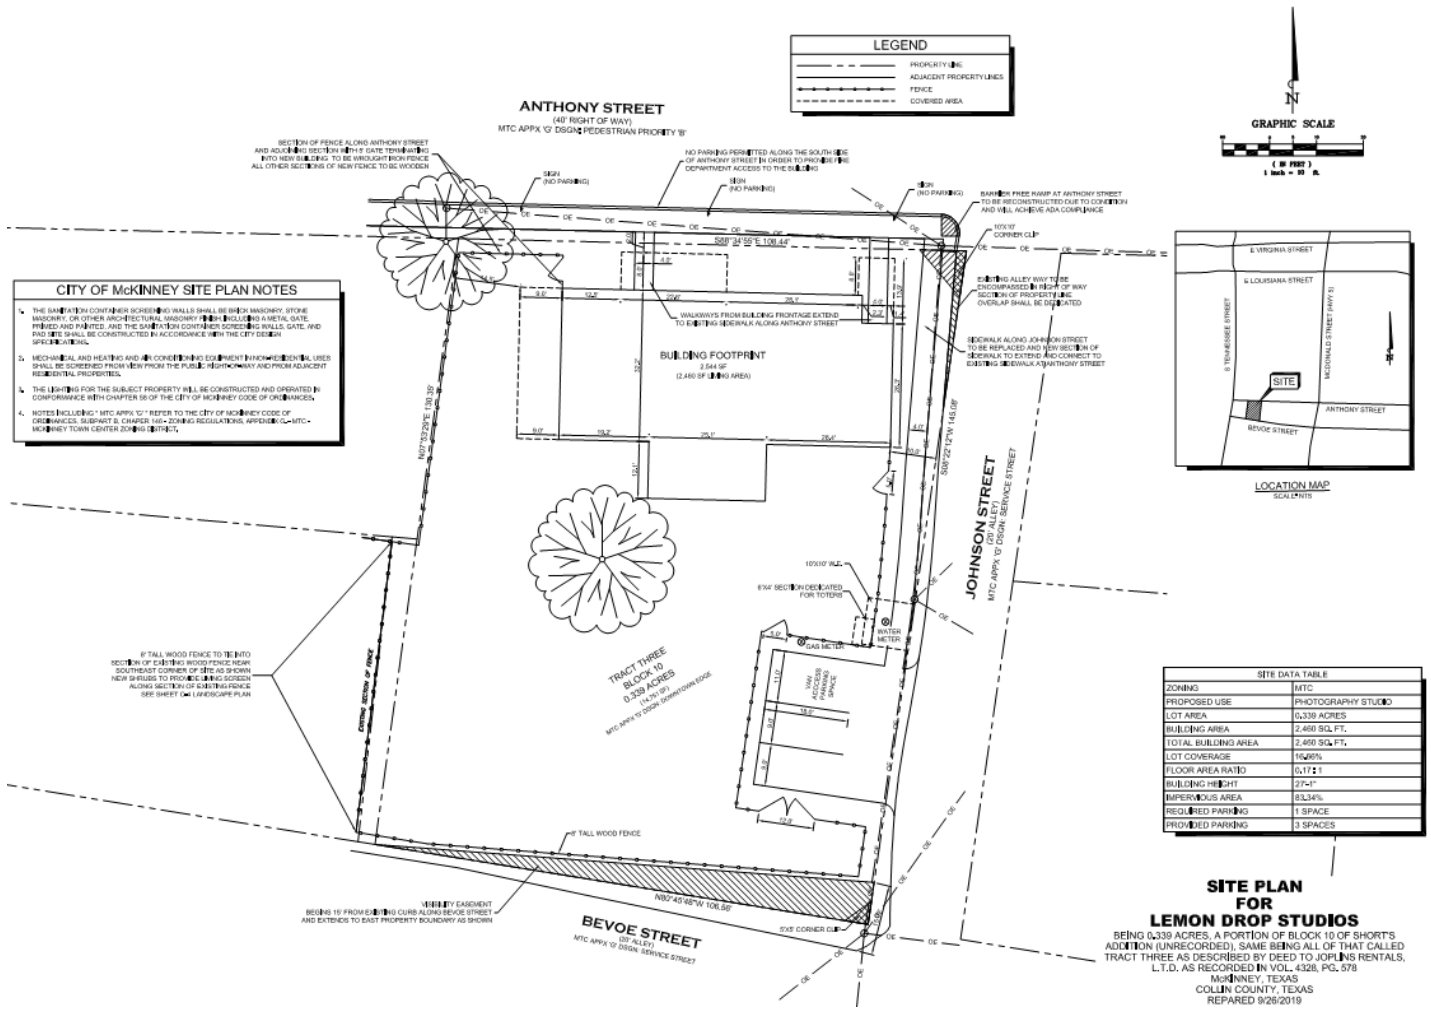 LEGEND
PROPERTY LINE
ADJACENT PROPERTY LINES
FENCE
COVERED AREA
N
GRAPHIC SCALE
( IN FEET )
1 inch = 20 ft.
ANTHONY STREET
(40' RIGHT OF WAY)
MTC APPX 'G' DSGN: PEDESTRIAN PRIORITY 'B'
SECTION OF FENCE ALONG ANTHONY STREET
AND ADJOINING SECTION WITH 5' GATE TERMINATING
INTO NEW BUILDING TO BE WROUGHT IRON FENCE
ALL OTHER SECTIONS OF NEW FENCE TO BE WOODEN
NO PARKING PERMITTED ALONG THE SOUTH SIDE
OF ANTHONY STREET IN ORDER TO PROVIDE FIRE
DEPARTMENT ACCESS TO THE BUILDING
SIGN
(NO PARKING)
SIGN
(NO PARKING)
SIGN
(NO PARKING)
BARRIER FREE RAMP AT ANTHONY STREET
TO BE RECONSTRUCTED DUE TO CONDITION
AND WILL ACHIEVE ADA COMPLIANCE
10'X10'
CORNER CLIP
S88°34'55"E 108.44'
EXISTING ALLEY WAY TO BE
ENCOMPASSED IN RIGHT OF WAY
SECTION OF PROPERTY LINE
OVERLAP SHALL BE DEDICATED
E VIRGINIA STREET
E LOUISIANA STREET
S TENNESSEE STREET
MCDONALD STREET (HWY 5)
SITE
ANTHONY STREET
BEVOE STREET
LOCATION MAP
SCALE: NTS
CITY OF McKINNEY SITE PLAN NOTES
1. THE SANITATION CONTAINER SCREENING WALLS SHALL BE BRICK MASONRY, STONE
MASONRY, OR OTHER ARCHITECTURAL MASONRY FINISH, INCLUDING A METAL GATE,
PRIMED AND PAINTED, AND THE SANITATION CONTAINER SCREENING WALLS, GATE, AND
PAD SITE SHALL BE CONSTRUCTED IN ACCORDANCE WITH THE CITY DESIGN
SPECIFICATIONS.
2. MECHANICAL AND HEATING AND AIR CONDITIONING EQUIPMENT IN NON-RESIDENTIAL USES
SHALL BE SCREENED FROM VIEW FROM THE PUBLIC RIGHT-OF-WAY AND FROM ADJACENT
RESIDENTIAL PROPERTIES.
3. THE LIGHTING FOR THE SUBJECT PROPERTY WILL BE CONSTRUCTED AND OPERATED IN
CONFORMANCE WITH CHAPTER 58 OF THE CITY OF MCKINNEY CODE OF ORDINANCES.
4. NOTES INCLUDING " MTC APPX 'G' " REFER TO THE CITY OF MCKINNEY CODE OF
ORDINANCES, SUBPART B, CHAPER 146 - ZONING REGULATIONS, APPENDIX G. - MTC -
MCKINNEY TOWN CENTER ZONING DISTRICT.
WALKWAYS FROM BUILDING FRONTAGE EXTEND
TO EXISTING SIDEWALK ALONG ANTHONY STREET
SIDEWALK ALONG JOHNSON STREET
TO BE REPLACED AND NEW SECTION OF
SIDEWALK TO EXTEND AND CONNECT TO
EXISTING SIDEWALK AT ANTHONY STREET
BUILDING FOOTPRINT
2,544 SF
(2,460 SF LIVING AREA)
N07°53'29"E 130.35'
S08°22'12"W 145.08'
JOHNSON STREET
(20' ALLEY)
MTC APPX 'G' DSGN: SERVICE STREET
10'X10' W.E.
6'X4' SECTION DEDICATED
FOR TOTERS
WATER
METER
GAS METER
VAN
ACCESS
PARKING
SPACE
TRACT THREE
BLOCK 10
0.339 ACRES
(14,751 SF)
MTC APPX 'G' DSGN: DOWNTOWN EDGE
8' TALL WOOD FENCE TO TIE INTO
SECTION OF EXISTING WOOD FENCE NEAR
SOUTHEAST CORNER OF SITE AS SHOWN
NEW SHRUBS TO PROVIDE LIVING SCREEN
ALONG SECTION OF EXISTING FENCE
SEE SHEET C-4 LANDSCAPE PLAN
EXISTING SECTION OF FENCE
8' TALL WOOD FENCE
VISIBILITY EASEMENT
BEGINS 15' FROM EXISTING CURB ALONG BEVOE STREET
AND EXTENDS TO EAST PROPERTY BOUNDARY AS SHOWN
N80°45'46"W 106.56'
5'X5' CORNER CLIP
BEVOE STREET
(20' ALLEY)
MTC APPX 'G' DSGN: SERVICE STREET
SITE DATA TABLE
ZONING MTC
PROPOSED USE PHOTOGRAPHY STUDIO
LOT AREA 0.339 ACRES
BUILDING AREA 2,460 SQ. FT.
TOTAL BUILDING AREA 2,460 SQ. FT.
LOT COVERAGE 16.66%
FLOOR AREA RATIO 0.17 : 1
BUILDING HEIGHT 27'-1"
IMPERVIOUS AREA 83.34%
REQUIRED PARKING 1 SPACE
PROVIDED PARKING 3 SPACES
SITE PLAN
FOR
LEMON DROP STUDIOS
BEING 0.339 ACRES, A PORTION OF BLOCK 10 OF SHORT'S
ADDITION (UNRECORDED), SAME BEING ALL OF THAT CALLED
TRACT THREE AS DESCRIBED BY DEED TO JOPLINS RENTALS,
L.T.D. AS RECORDED IN VOL. 4328, PG. 578
McKINNEY, TEXAS
COLLIN COUNTY, TEXAS
REPARED 9/26/2019